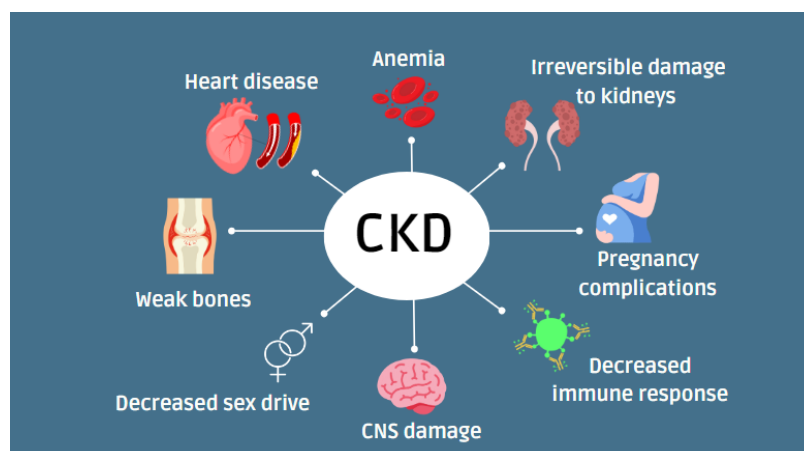 Anemia
Heart disease
Irreversible damage
to kidneys
CKD
Weak bones
Pregnancy
complications
Decreased sex drive
CNS damage
Decreased
immune response